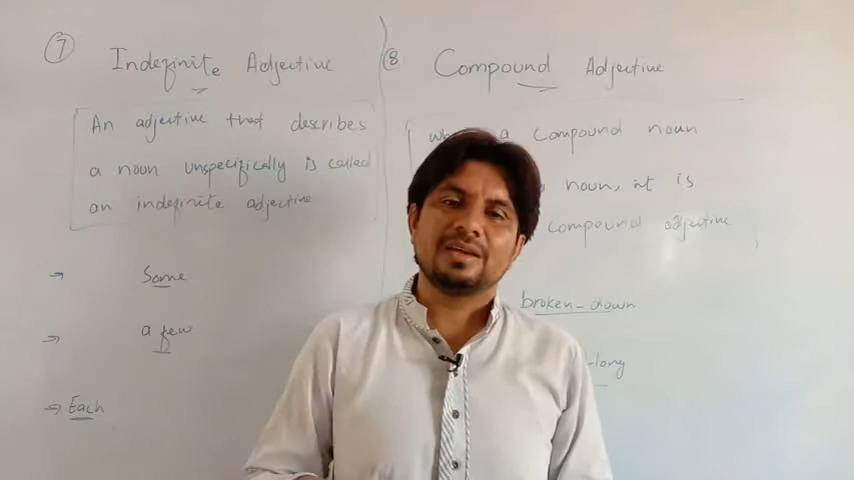 7 Indefinite Adjective
An adjective that describes
a noun unspecifically is called
an indefinite adjective
Some
a few
Each
8 Compound Adjective
a compound noun
noun, it is
compound adjective
broken-down
-long